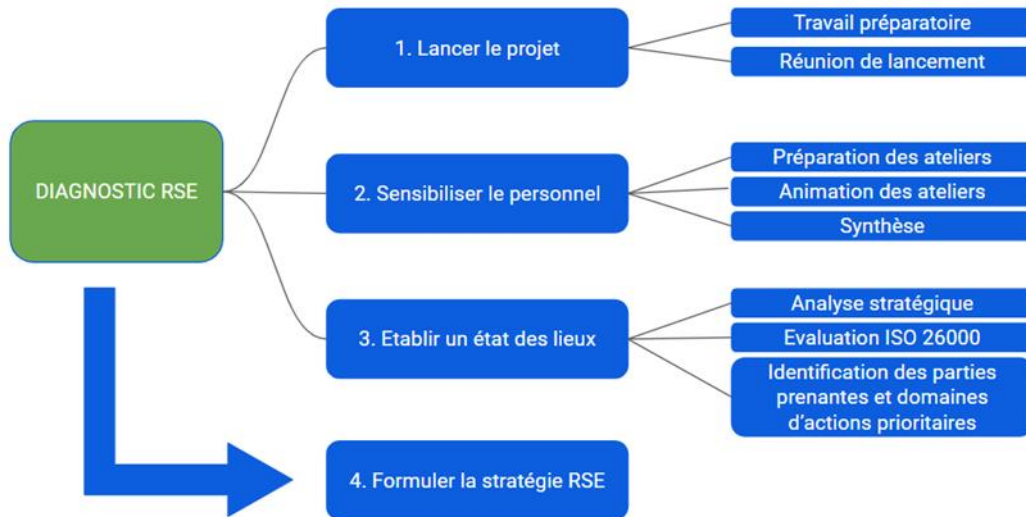 DIAGNOSTIC RSE
1. Lancer le projet
Travail préparatoire
Réunion de lancement
2. Sensibiliser le personnel
Préparation des ateliers
Animation des ateliers
Synthèse
3. Etablir un état des lieux
Analyse stratégique
Evaluation ISO 26000
Identification des parties
prenantes et domaines
d'actions prioritaires
4. Formuler la stratégie RSE